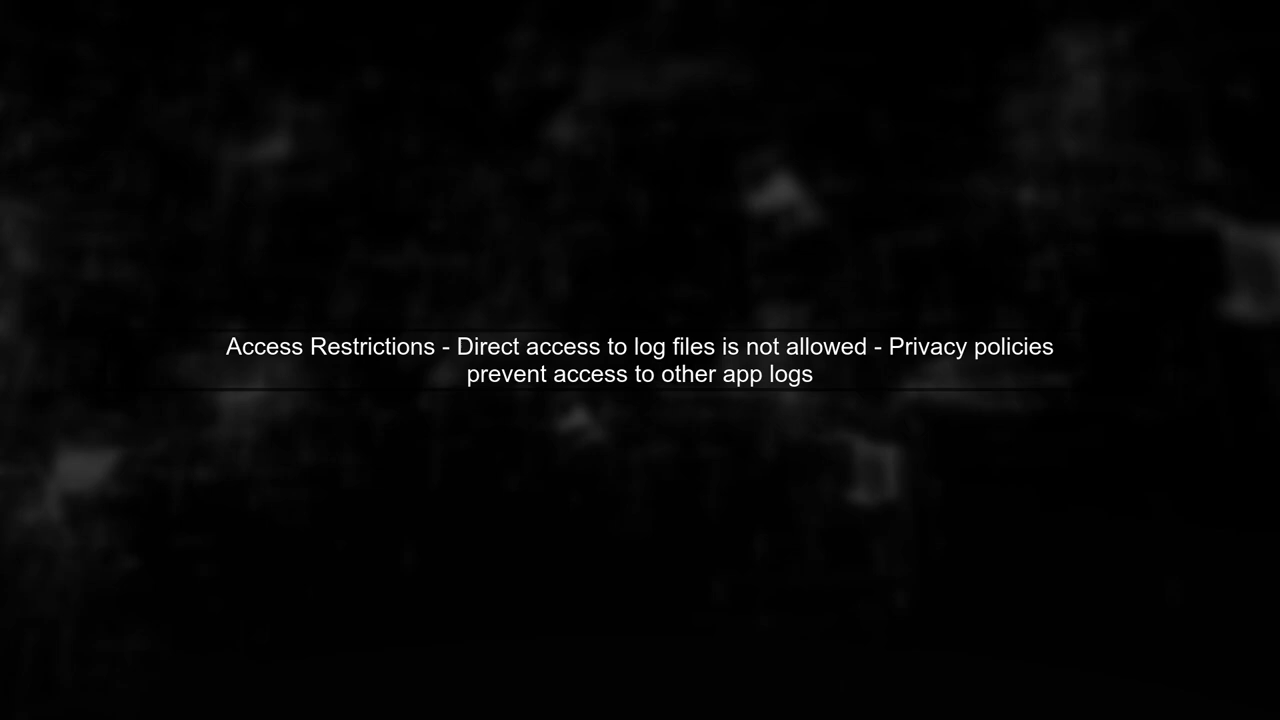 Access Restrictions - Direct access to log files is not allowed - Privacy policies
prevent access to other app logs